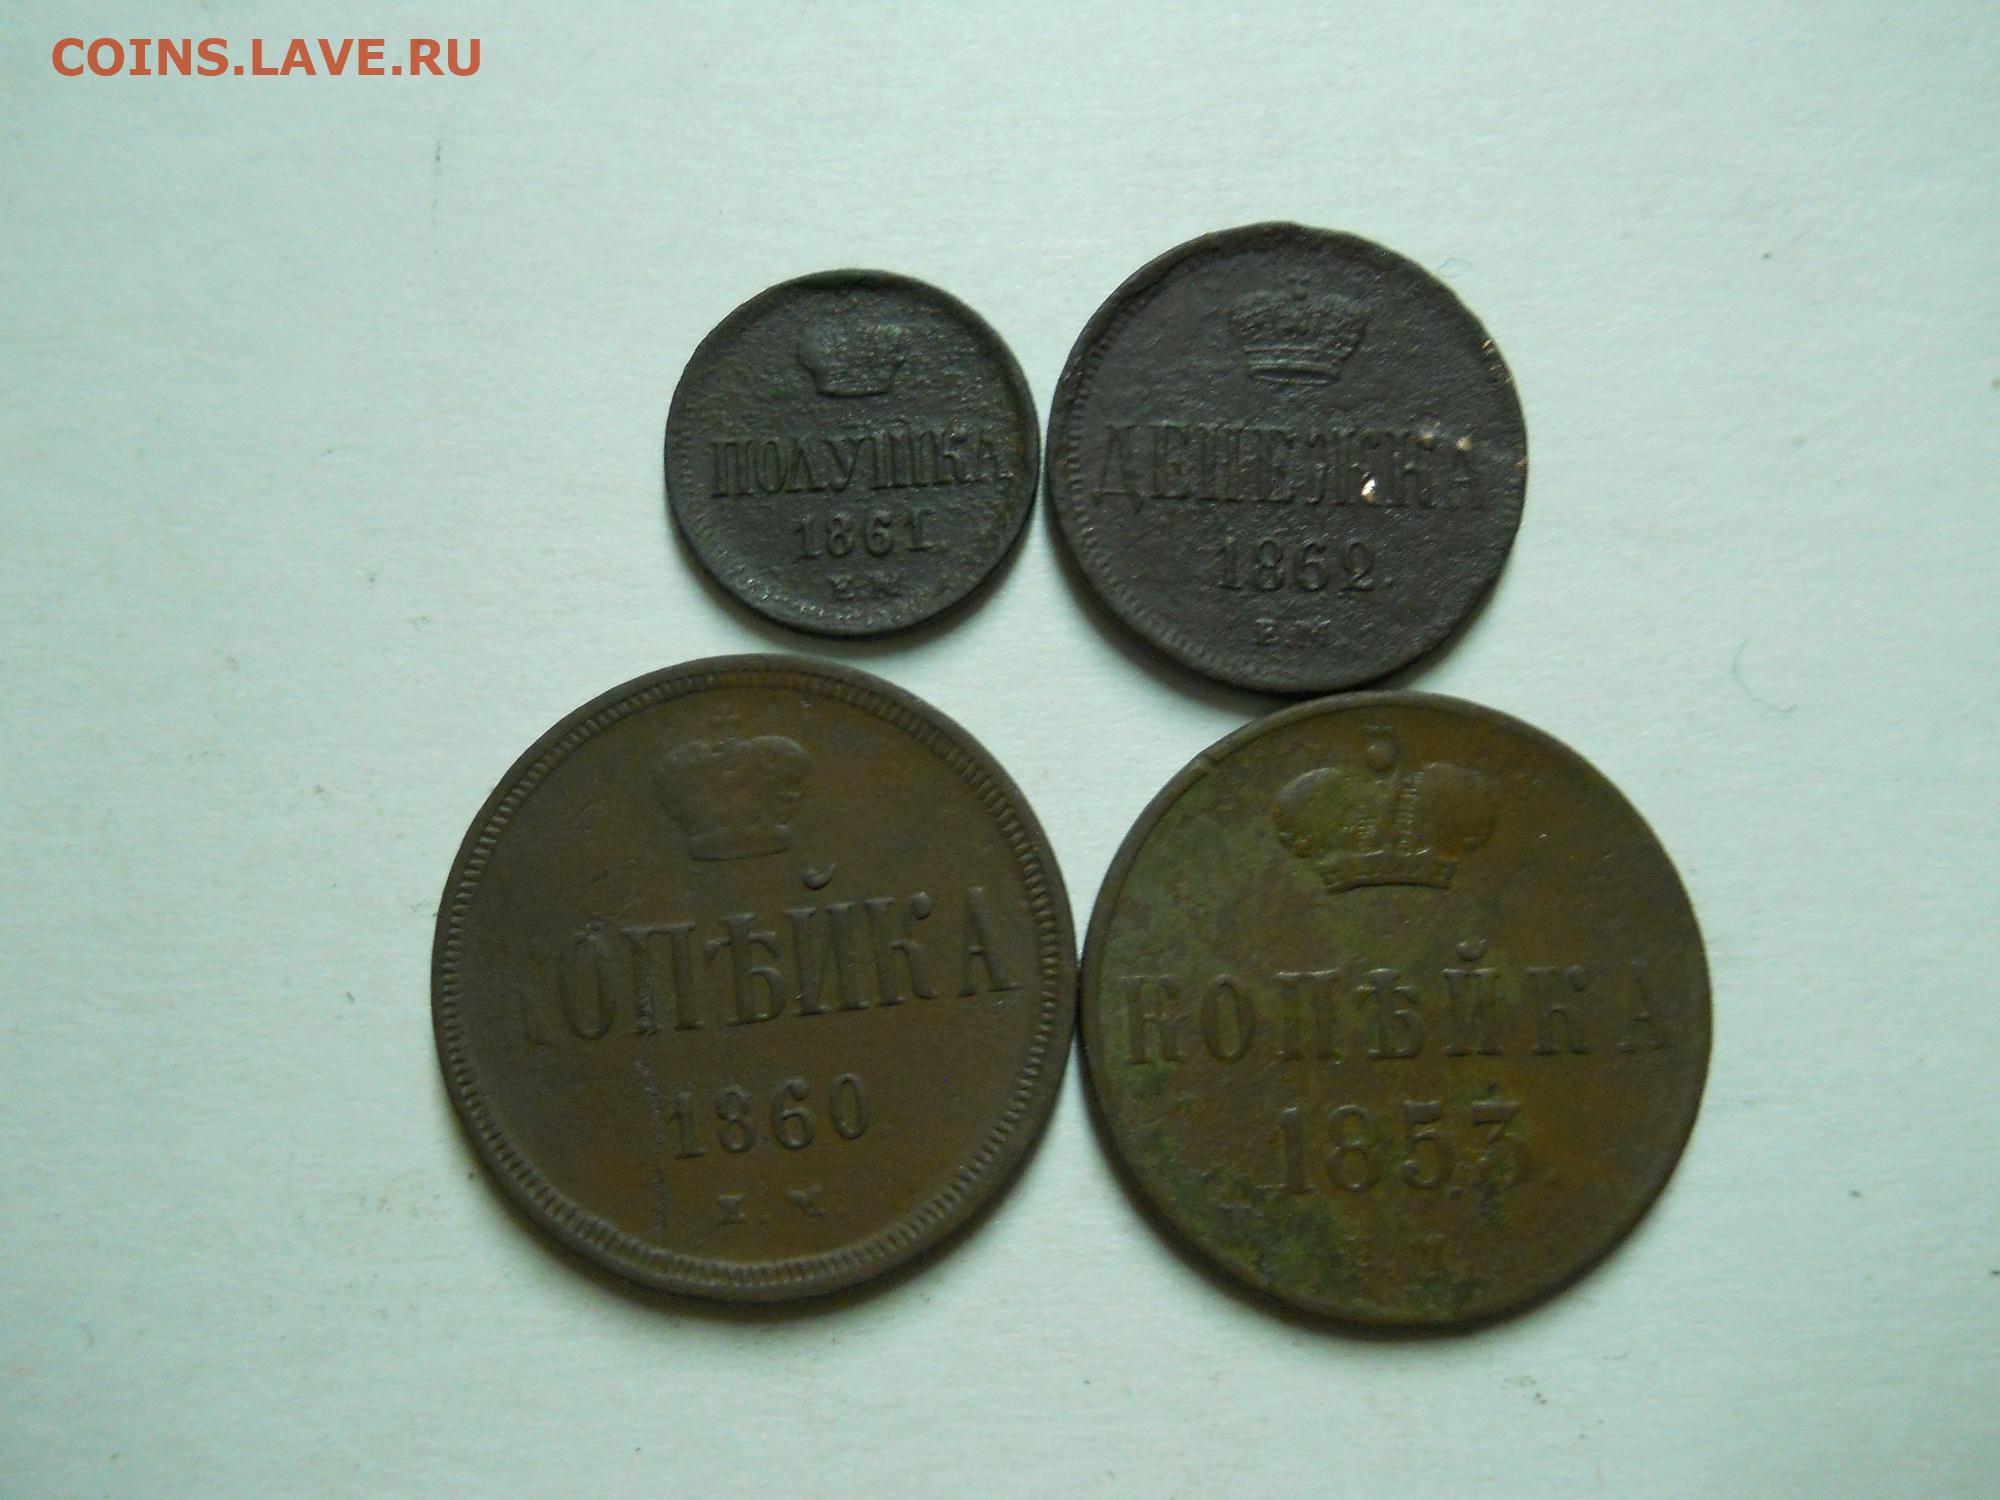 COINS.LAVE.RU
ПОЛУШКА
1861.
Е.М.
ДЕНЕЖКА
1862.
Е.М.
КОПѢЙКА
1860
Е.М.
КОПѢЙКА
1853.
Е.М.